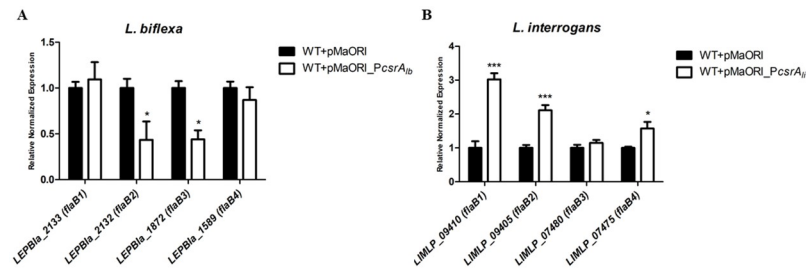 A
L. biflexa
Relative Normalized Expression
1.5
1.0
0.5
0.0
*
*
WT+pMaORI
WT+pMaORI_PcsrAlb
LEPBIa_2133 (flaB1)
LEPBIa_2132 (flaB2)
LEPBIa_1872 (flaB3)
LEPBIa_1589 (flaB4)
B
L. interrogans
Relative Normalized Expression
4
3
2
1
0
***
***
*
WT+pMaORI
WT+pMaORI_PcsrAli
LIMLP_09410 (flaB1)
LIMLP_09405 (flaB2)
LIMLP_07480 (flaB3)
LIMLP_07475 (flaB4)